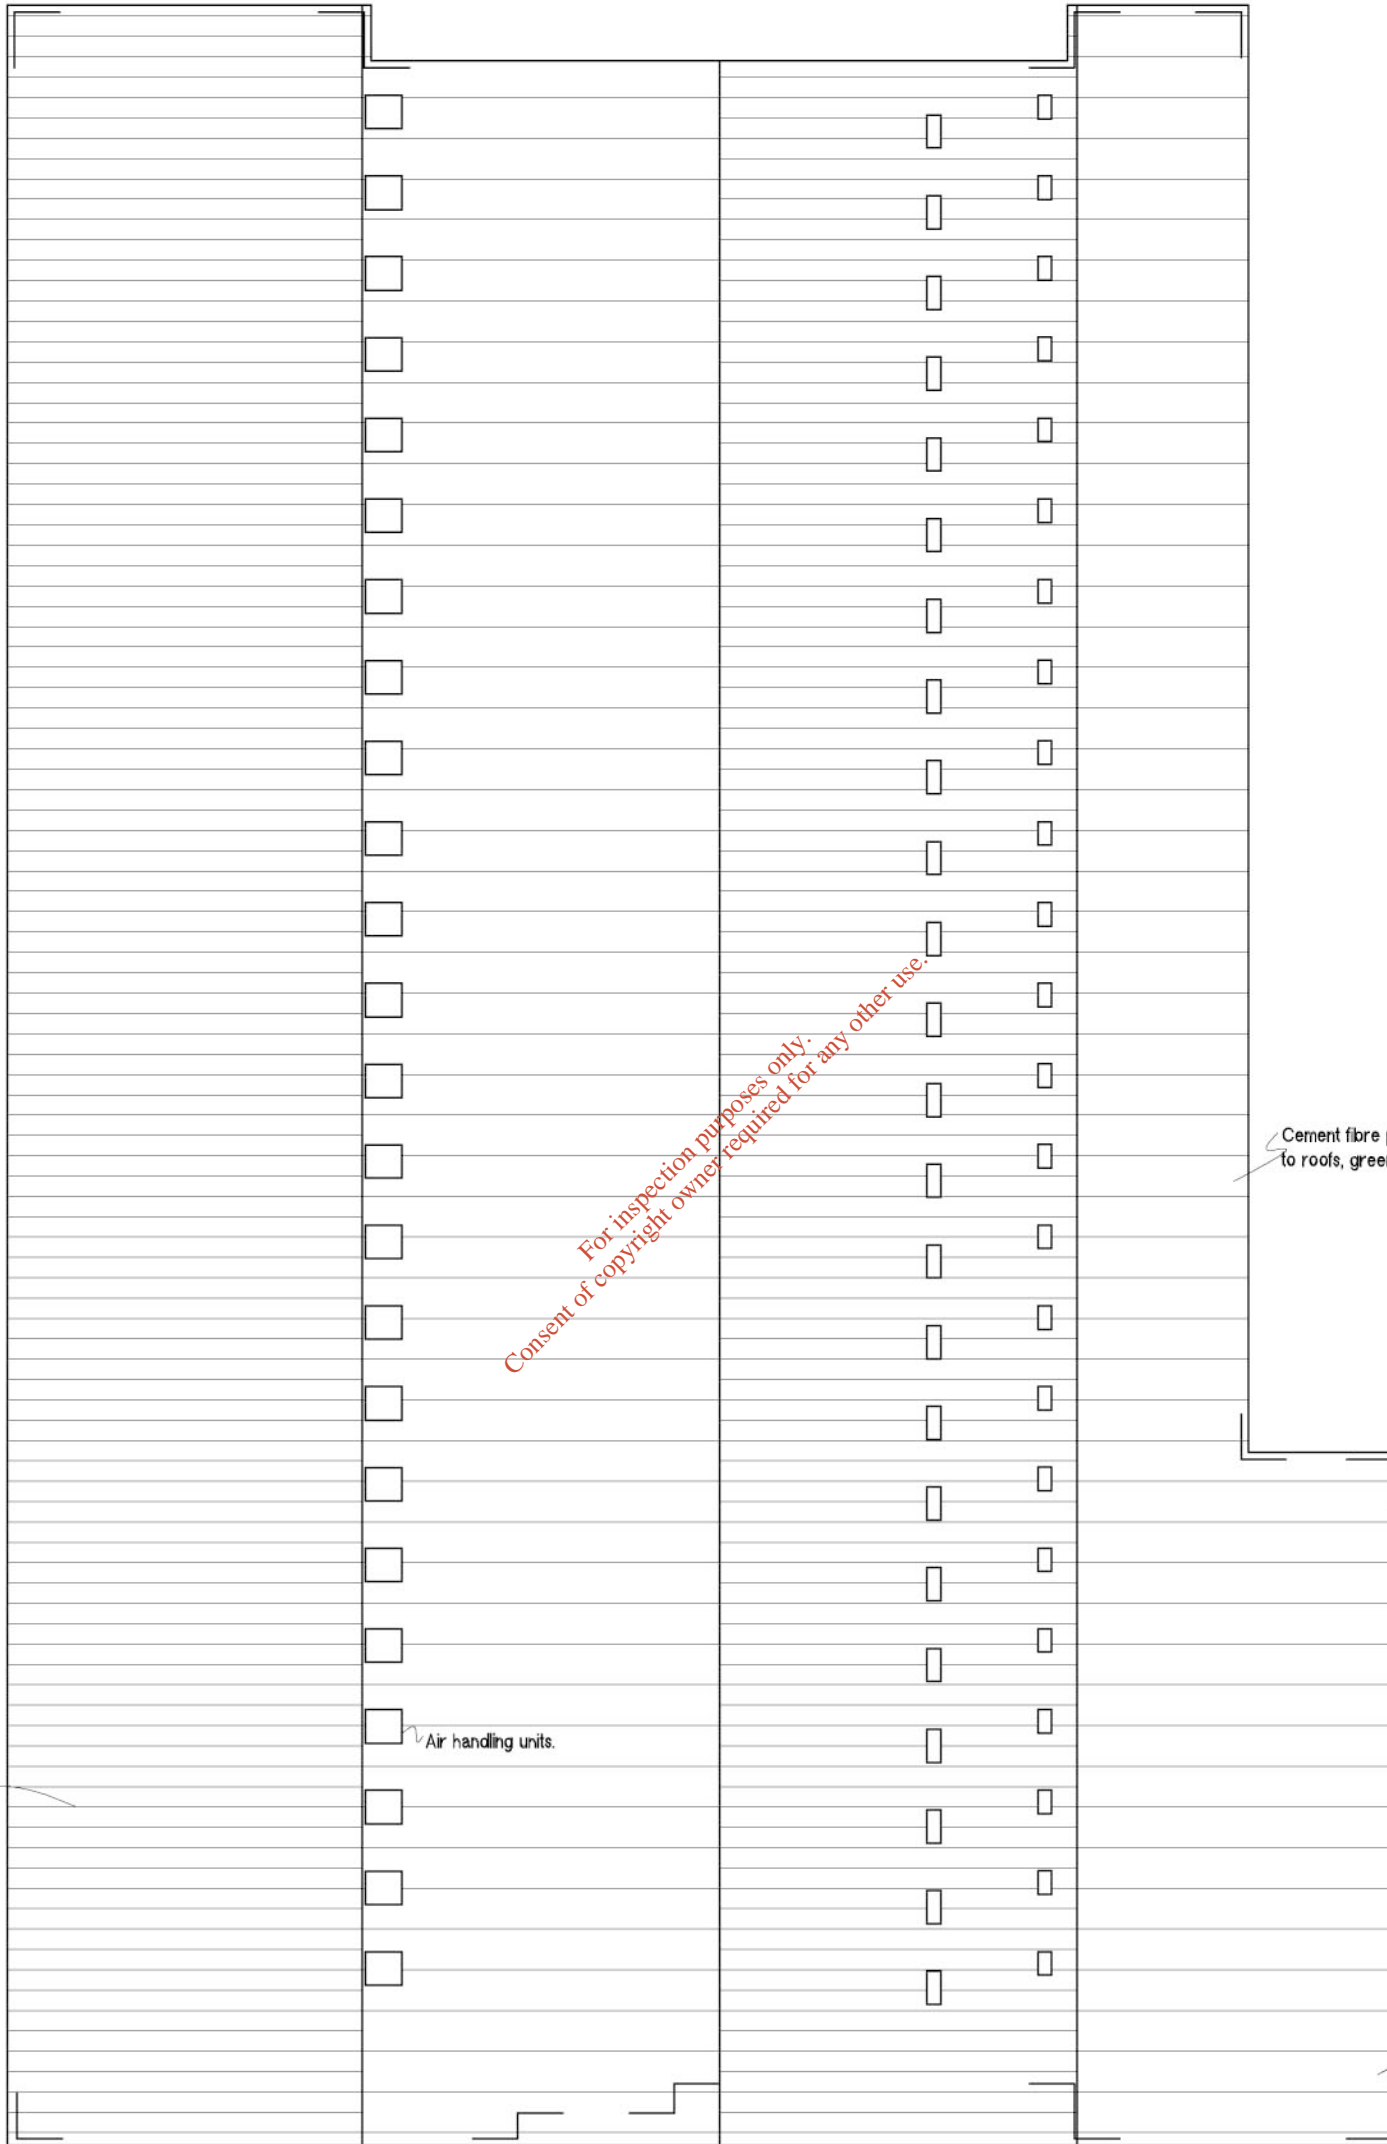 For inspection purposes only.
Consent of copyright owner required for any other use.
Cement fibre
to roofs,
Air handling units.